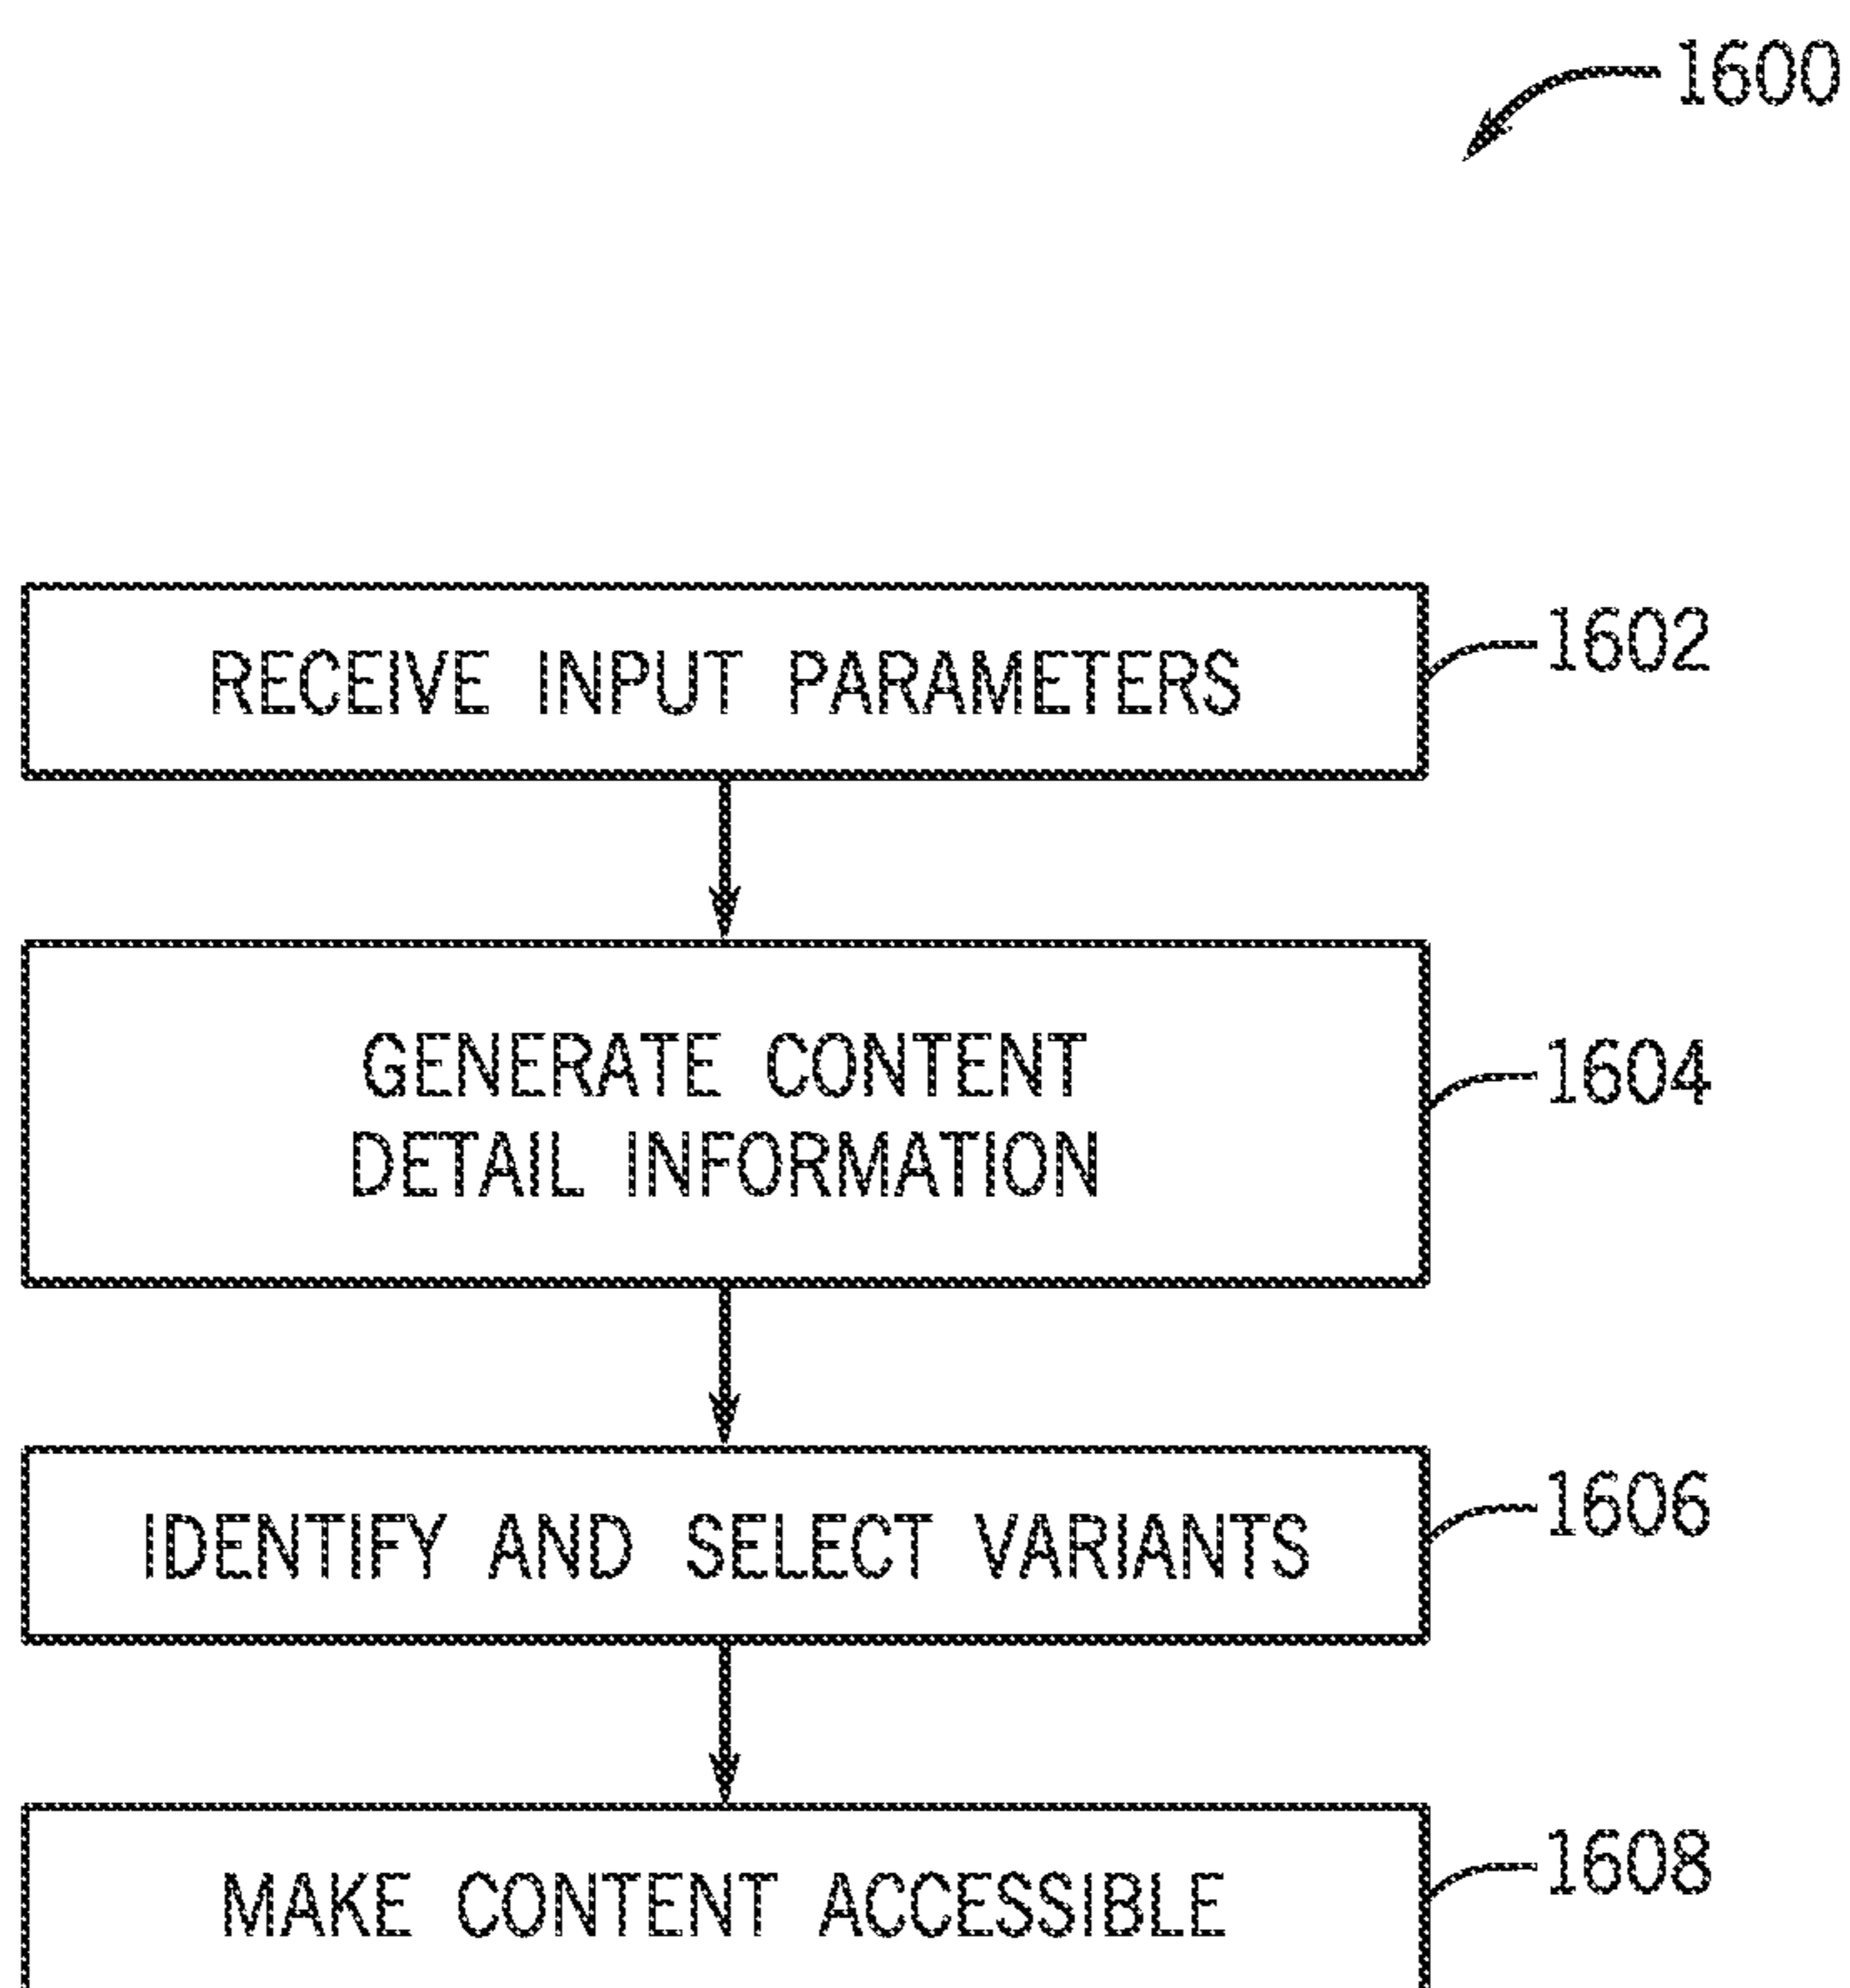 1600
RECEIVE INPUT PARAMETERS
1602
GENERATE CONTENT
DETAIL INFORMATION
1604
IDENTIFY AND SELECT VARIANTS
1606
MAKE CONTENT ACCESSIBLE
1608